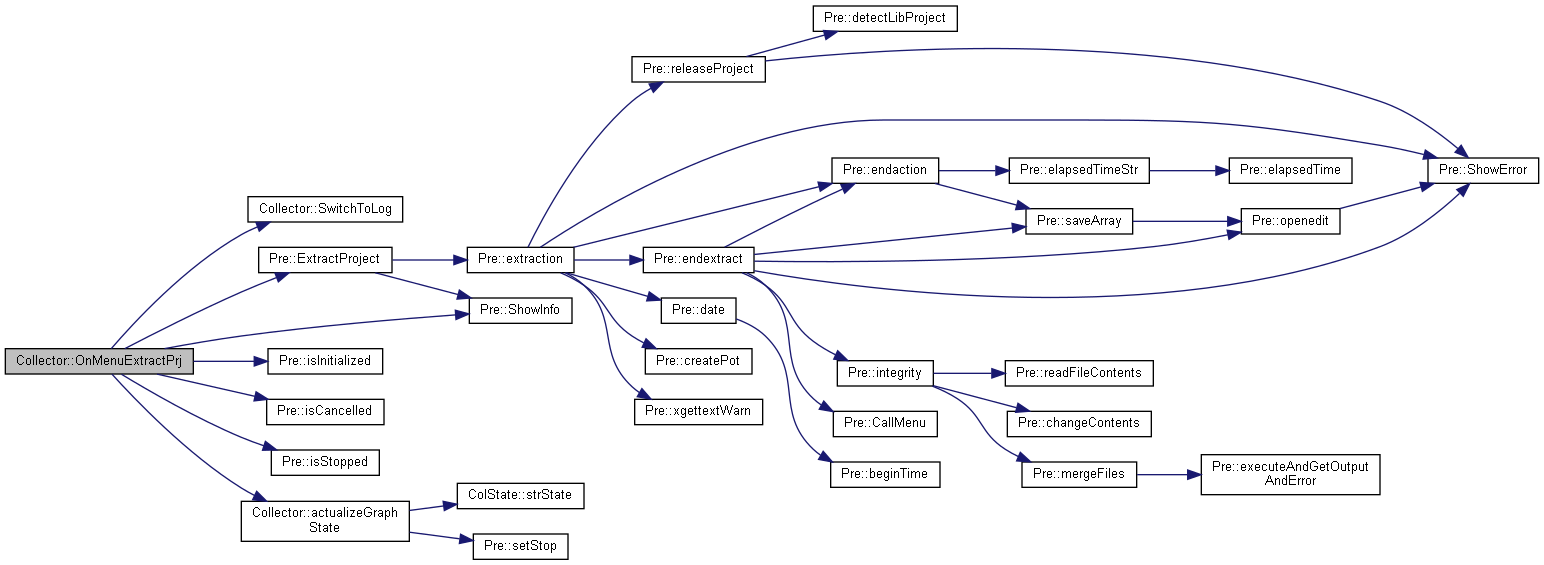 Pre::detectLibProject
Pre::releaseProject
Pre::endaction
Pre::elapsedTimeStr
Pre::elapsedTime
Pre::ShowError
Collector::SwitchToLog
Pre::saveArray
Pre::openedit
Pre::ExtractProject
Pre::extraction
Pre::endextract
Pre::ShowInfo
Pre::date
Collector::OnMenuExtractPrj
Pre::isInitialized
Pre::createPot
Pre::integrity
Pre::readFileContents
Pre::isCancelled
Pre::xgettextWarn
Pre::CallMenu
Pre::changeContents
Pre::isStopped
Pre::beginTime
Pre::mergeFiles
Pre::executeAndGetOutput
AndError
ColState::strState
Collector::actualizeGraph
State
Pre::setStop